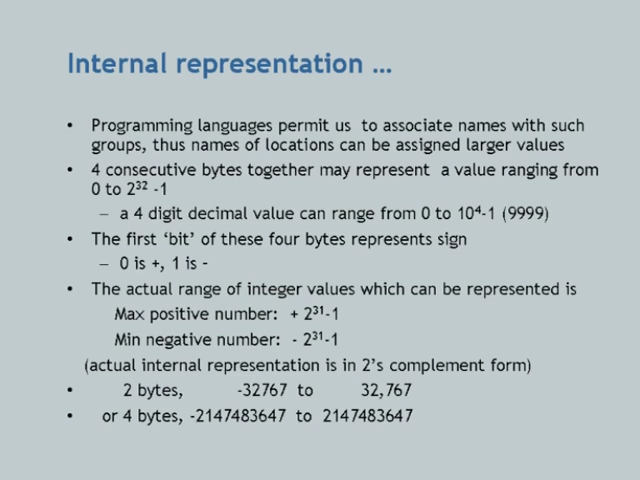 Internal representation ...
• Programming languages permit us to associate names with such
groups, thus names of locations can be assigned larger values
• 4 consecutive bytes together may represent a value ranging from
0 to 2³² -1
– a 4 digit decimal value can range from 0 to 10⁴-1 (9999)
• The first ‘bit’ of these four bytes represents sign
– 0 is +, 1 is –
• The actual range of integer values which can be represented is
Max positive number: + 2³¹-1
Min negative number: - 2³¹-1
(actual internal representation is in 2’s complement form)
• 2 bytes, -32767 to 32,767
• or 4 bytes, -2147483647 to 2147483647